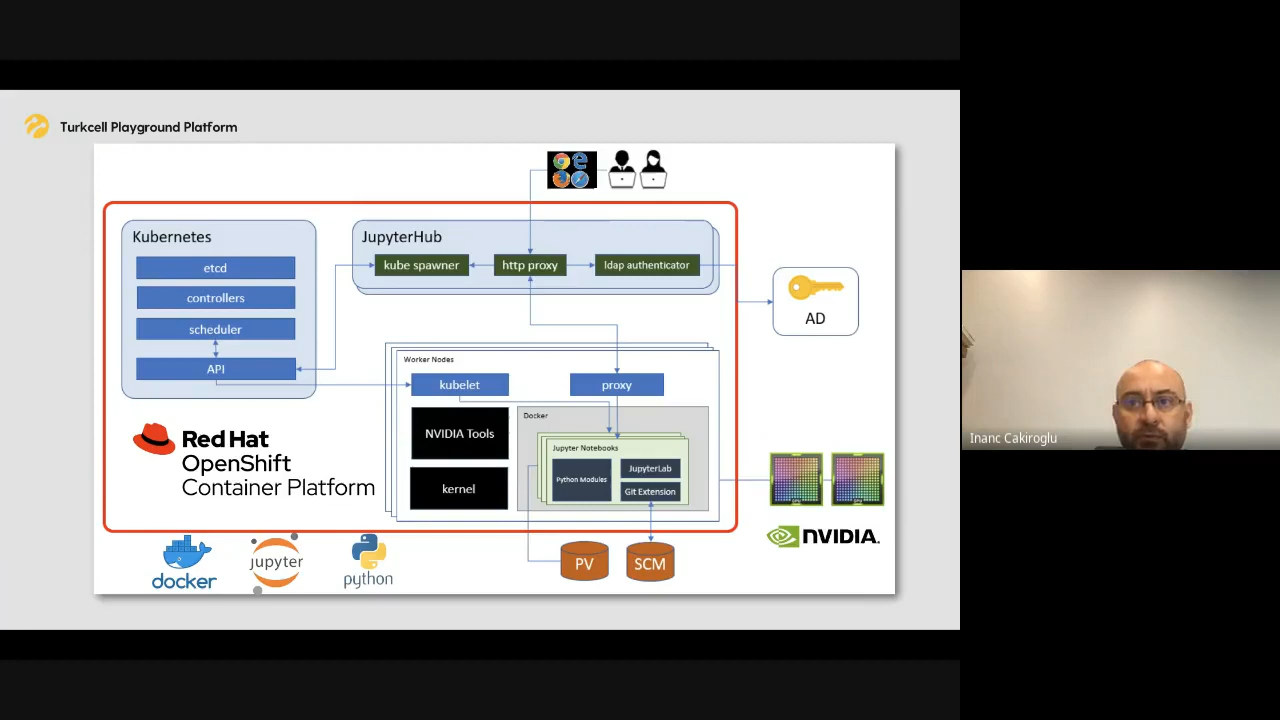 Turkcell Playground Platform
Kubernetes
etcd
controllers
scheduler
API
JupyterHub
kube spawner
http proxy
ldap authenticator
AD
Worker Nodes
kubelet
proxy
NVIDIA Tools
kernel
Docker
Jupyter Notebooks
Python Modules
JupyterLab
Git Extension
Red Hat
OpenShift
Container Platform
PV
SCM
NVIDIA.
docker
jupyter
python
Inanc Cakiroglu